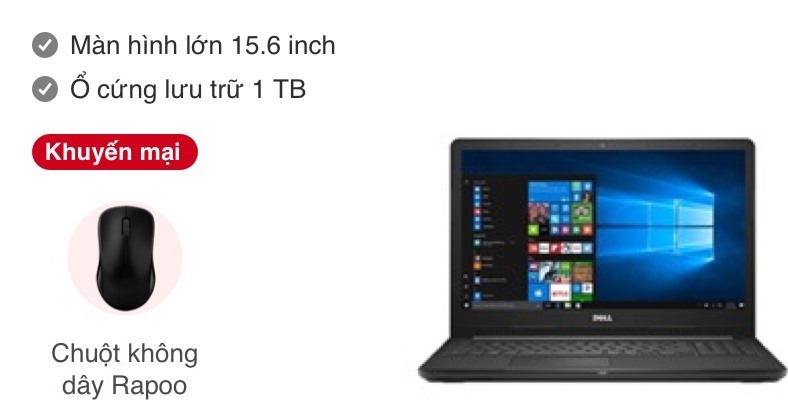 Màn hình lớn 15.6 inch
Ổ cứng lưu trữ 1 TB
Khuyến mại
Chuột không
dây Rapoo
DELL